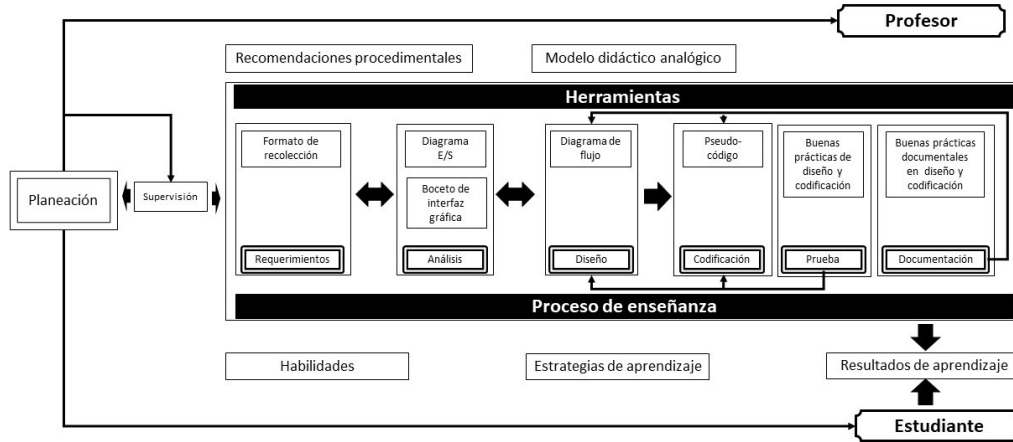 Profesor
Recomendaciones procedimentales
Modelo didáctico analógico
Herramientas
Formato de
recolección
Diagrama
E/S
Boceto de
interfaz
gráfica
Diagrama de
flujo
Pseudo-
código
Buenas
prácticas de
diseño y
codificación
Buenas prácticas
documentales
en diseño y
codificación
Planeación
Supervisión
Requerimientos
Análisis
Diseño
Codificación
Prueba
Documentación
Proceso de enseñanza
Habilidades
Estrategias de aprendizaje
Resultados de aprendizaje
Estudiante